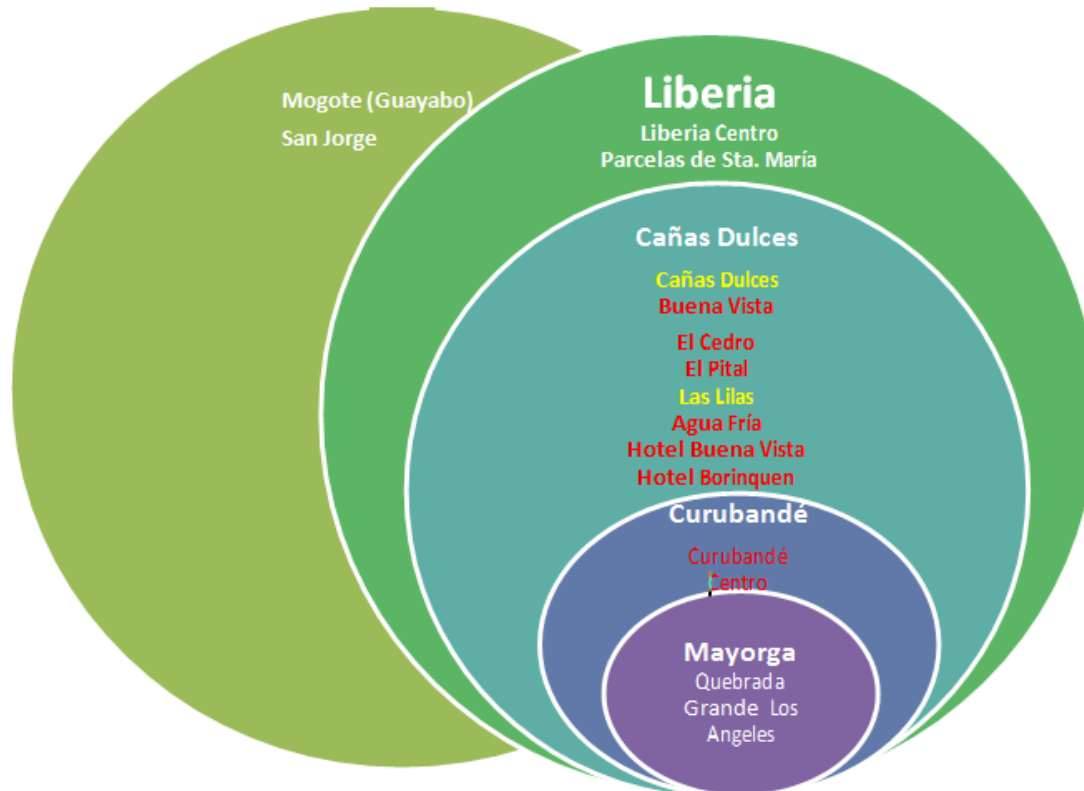 Mogote (Guayabo)
San Jorge
Liberia
Liberia Centro
Parcelas de Sta. María
Cañas Dulces
Cañas Dulces
Buena Vista
El Cedro
El Pital
Las Lilas
Agua Fría
Hotel Buena Vista
Hotel Borinquen
Curubandé
Curubandé
Centro
Mayorga
Quebrada
Grande Los
Angeles